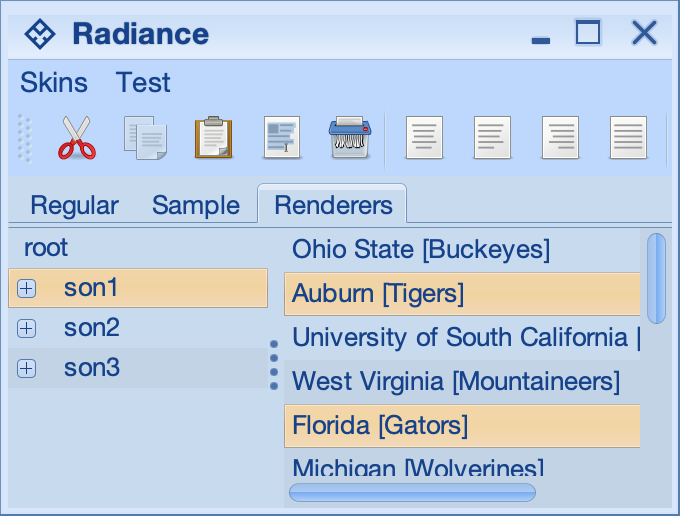 Radiance
Skins Test
Regular Sample Renderers
root
son1
son2
son3
Ohio State [Buckeyes]
Auburn [Tigers]
University of South California [
West Virginia [Mountaineers]
Florida [Gators]
Michigan [Wolverines]